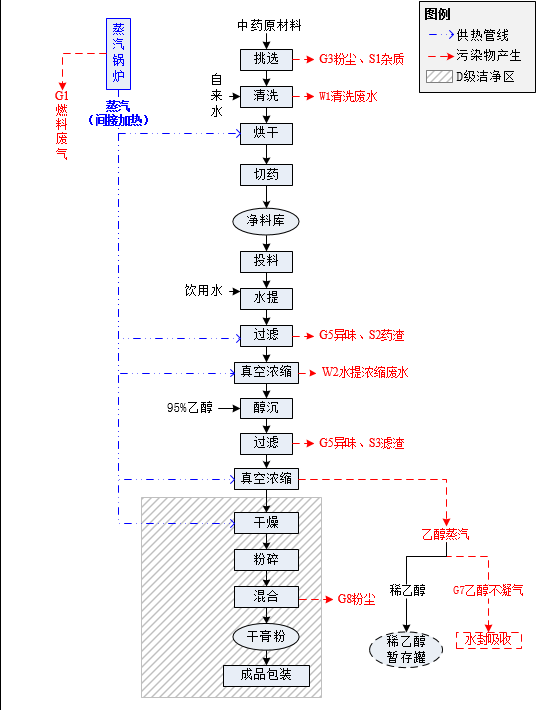 中药原材料
图例
供热管线
污染物产生
D级洁净区
蒸汽锅炉
G1燃料废气
蒸汽
（间接加热）
挑选
G3粉尘、S1杂质
自来水
清洗
W1清洗废水
烘干
切药
净料库
投料
饮用水
水提
过滤
G5异味、S2药渣
真空浓缩
W2水提浓缩废水
95%乙醇
醇沉
过滤
G5异味、S3滤渣
真空浓缩
干燥
乙醇蒸汽
粉碎
混合
G8粉尘
稀乙醇
G7乙醇不凝气
干膏粉
稀乙醇
暂存罐
水封吸收
成品包装